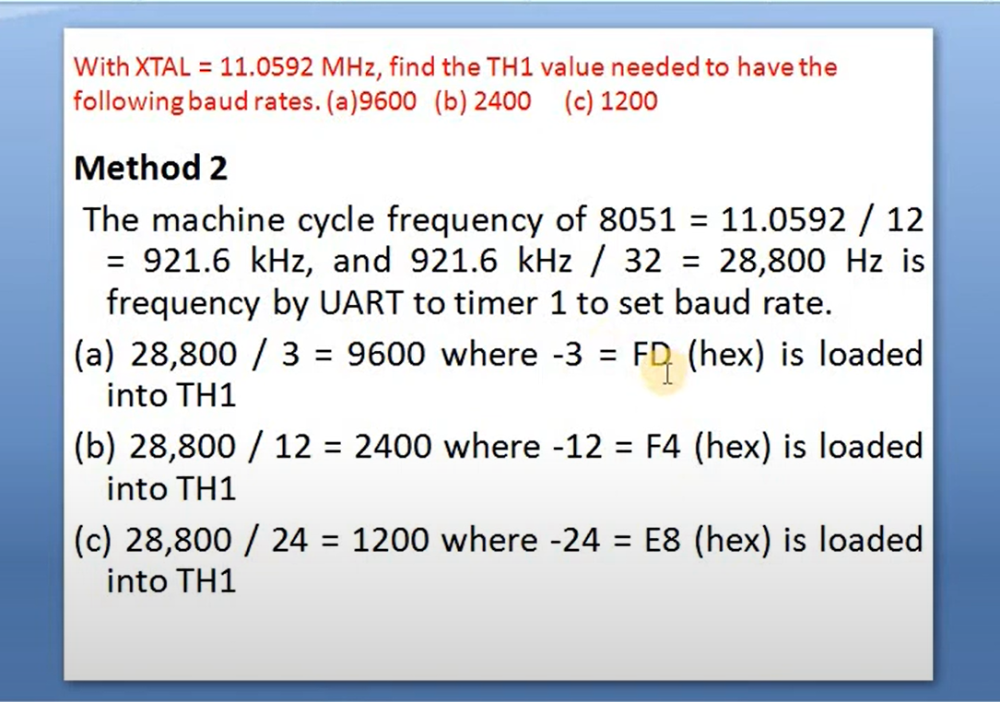 With XTAL = 11.0592 MHz, find the TH1 value needed to have the
following baud rates. (a)9600 (b) 2400 (c) 1200
Method 2
The machine cycle frequency of 8051 = 11.0592 / 12
= 921.6 kHz, and 921.6 kHz / 32 = 28,800 Hz is
frequency by UART to timer 1 to set baud rate.
(a) 28,800 / 3 = 9600 where -3 = FD (hex) is loaded
into TH1
(b) 28,800 / 12 = 2400 where -12 = F4 (hex) is loaded
into TH1
(c) 28,800 / 24 = 1200 where -24 = E8 (hex) is loaded
into TH1